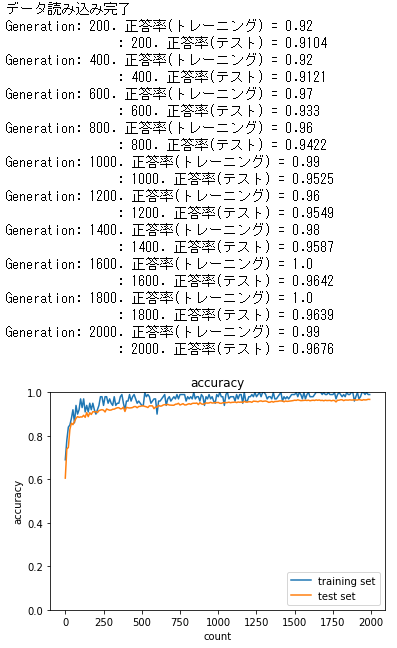 データ読み込み完了
Generation: 200. 正答率(トレーニング) = 0.92
: 200. 正答率(テスト) = 0.9104
Generation: 400. 正答率(トレーニング) = 0.92
: 400. 正答率(テスト) = 0.9121
Generation: 600. 正答率(トレーニング) = 0.97
: 600. 正答率(テスト) = 0.933
Generation: 800. 正答率(トレーニング) = 0.96
: 800. 正答率(テスト) = 0.9422
Generation: 1000. 正答率(トレーニング) = 0.99
: 1000. 正答率(テスト) = 0.9525
Generation: 1200. 正答率(トレーニング) = 0.96
: 1200. 正答率(テスト) = 0.9549
Generation: 1400. 正答率(トレーニング) = 0.98
: 1400. 正答率(テスト) = 0.9587
Generation: 1600. 正答率(トレーニング) = 1.0
: 1600. 正答率(テスト) = 0.9642
Generation: 1800. 正答率(トレーニング) = 1.0
: 1800. 正答率(テスト) = 0.9639
Generation: 2000. 正答率(トレーニング) = 0.99
: 2000. 正答率(テスト) = 0.9676
accuracy
1.0
0.8
0.6
0.4
0.2
0.0
accuracy
training set
test set
0 250 500 750 1000 1250 1500 1750 2000
count